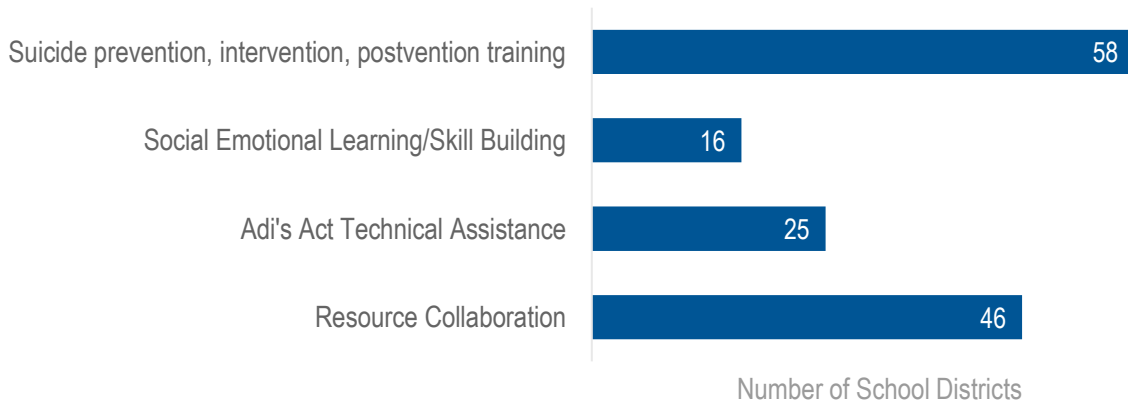 Suicide prevention, intervention, postvention training 58
Social Emotional Learning/Skill Building 16
Adi's Act Technical Assistance 25
Resource Collaboration 46
Number of School Districts